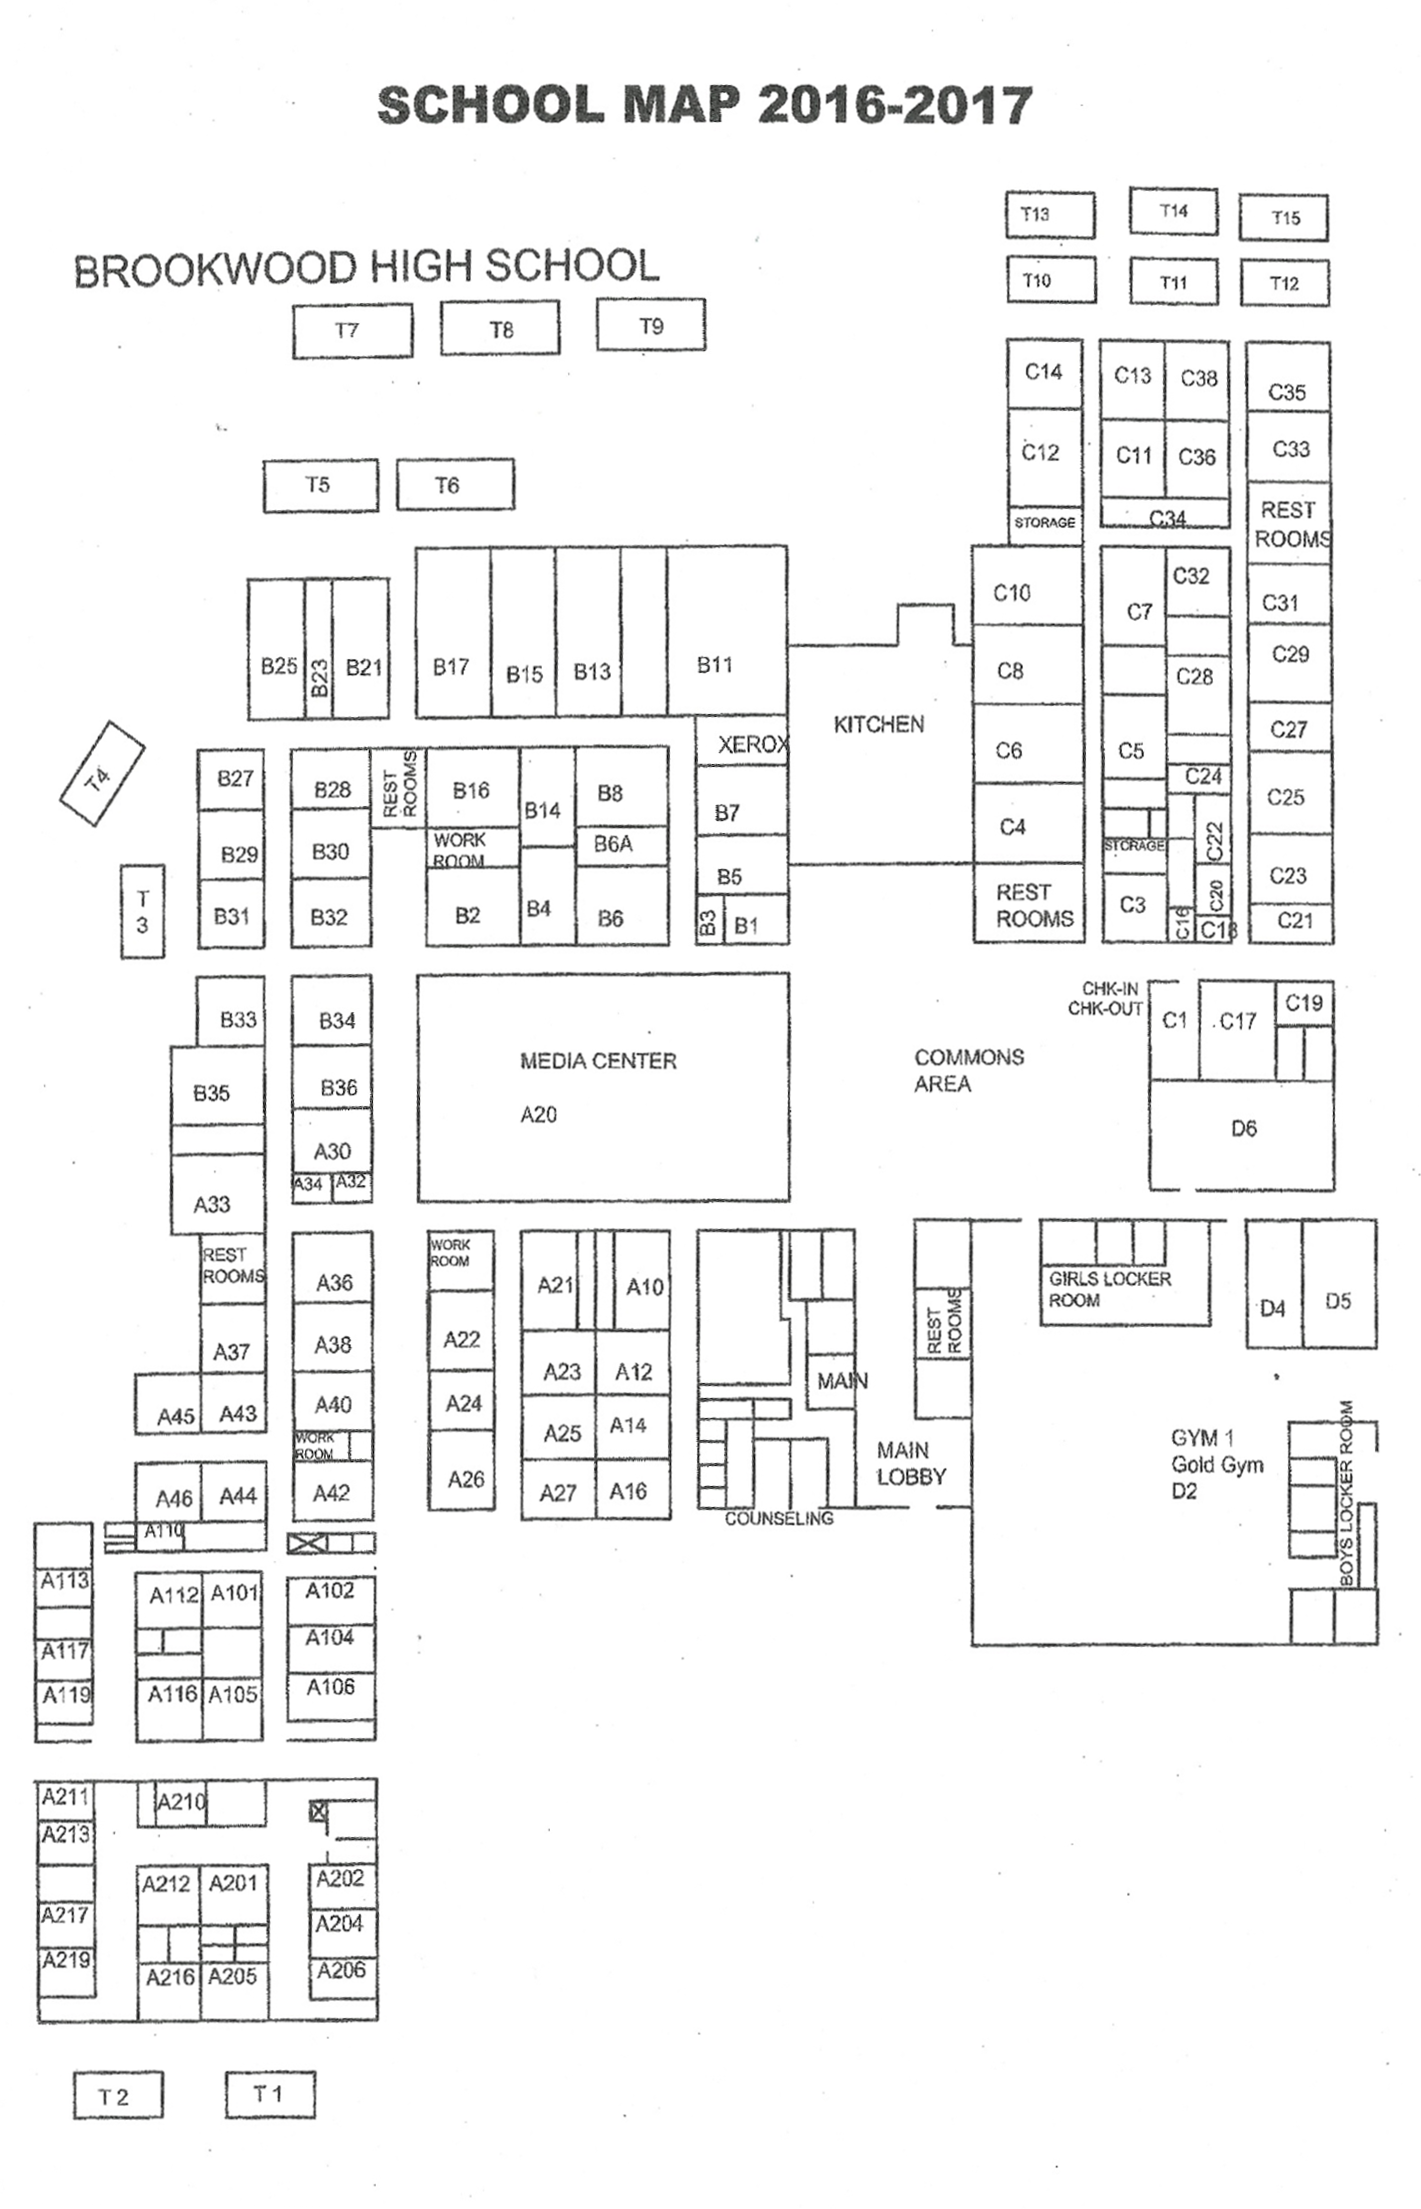 SCHOOL MAP 2016-2017
BROOKWOOD HIGH SCHOOL
T13
T14
T15
T10
T11
T12
T7
T8
T9
C14
C13
C38
C35
C12
C11
C36
C33
STORAGE
C34
REST
ROOMS
T5
T6
C10
C7
C32
C31
B25
B23
B21
B17
B15
B13
B11
C8
C28
C29
KITCHEN
XEROX
C6
C5
C27
C24
T4
B27
B28
REST
ROOMS
B16
B14
B8
B7
C4
C25
C22
B29
B30
WORK
ROOM
B6A
STORAGE
B5
C23
T
3
B31
B32
B2
B4
B6
B3
B1
REST
ROOMS
C3
C16
C20
C18
C21
B33
B34
MEDIA CENTER
A20
COMMONS
AREA
CHK-IN
CHK-OUT
C1
C17
C19
B35
B36
D6
A30
A34
A32
A33
REST
ROOMS
A36
WORK
ROOM
A21
A10
REST
ROOMS
GIRLS LOCKER
ROOM
D4
D5
A37
A38
A22
A23
A12
MAIN
A45
A43
A40
A24
A25
A14
WORK
ROOM
MAIN
LOBBY
GYM 1
Gold Gym
D2
BOYS LOCKER ROOM
A46
A44
A42
A26
A27
A16
COUNSELING
A110
A113
A112
A101
A102
A117
A104
A119
A116
A105
A106
A211
A210
A213
A212
A201
A202
A217
A204
A219
A216
A205
A206
T 2
T 1